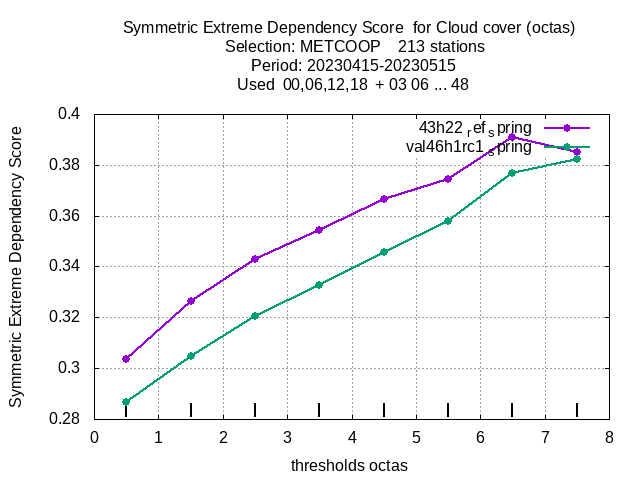 Symmetric Extreme Dependency Score  for Cloud cover (octas)
Selection: METCOOP    213 stations
Period: 20230415-20230515
Used  00,06,12,18  + 03 06 ... 48
43h22_ref_spring
val46h1rc1_spring
Symmetric Extreme Dependency Score
0.4
0.38
0.36
0.34
0.32
0.3
0.28
0 1 2 3 4 5 6 7 8
thresholds octas